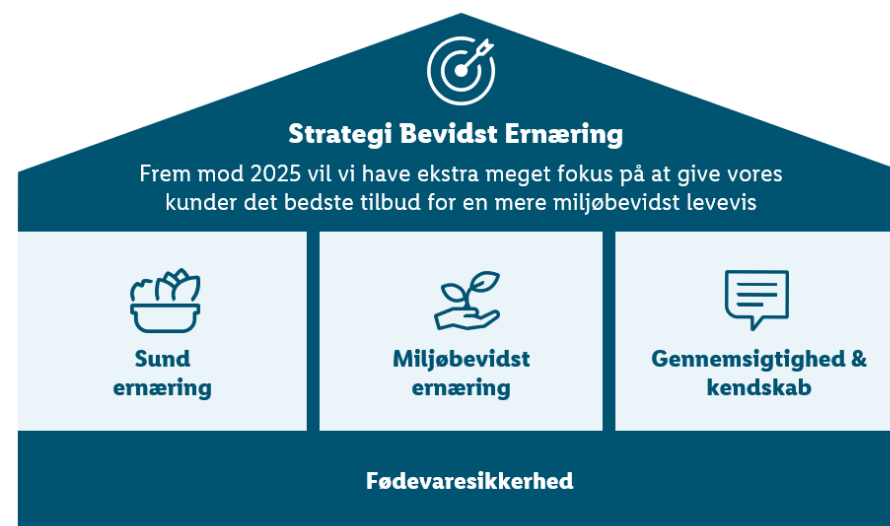 Strategi Bevidst Ernæring
Frem mod 2025 vil vi have ekstra meget fokus på at give vores
kunder det bedste tilbud for en mere miljøbevidst levevis
Sund
ernæring
Miljøbevidst
ernæring
Gennemsigtighed &
kendskab
Fødevaresikkerhed